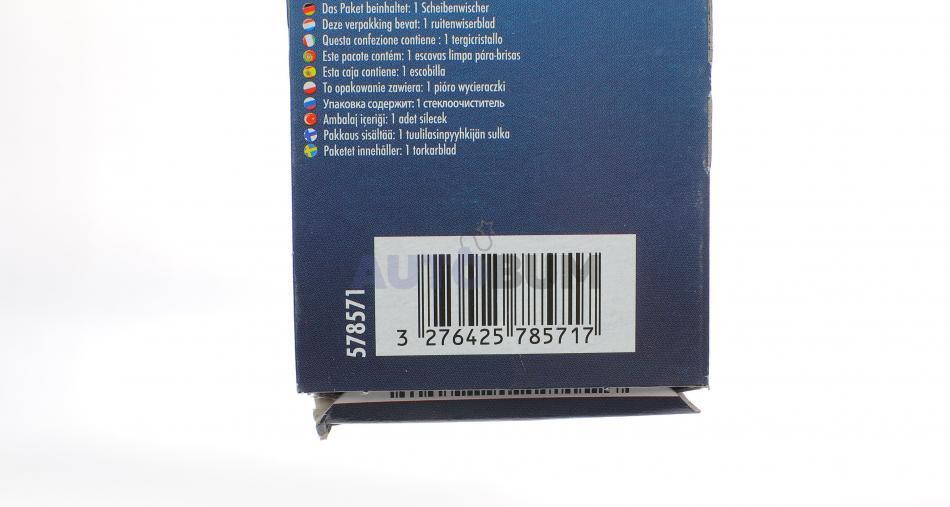 Das Paket beinhaltet: 1 Scheibenwischer
Deze verpakking bevat: 1 ruitenwiserblad
Questa confezione contiene : 1 tergicristallo
Este pacote contém: 1 escovas limpa pára-brisas
Esta caja contiene: 1 escobilla
To opakowanie zawiera: 1 pióro wycieraczki
Упаковка содержит: 1 стеклоочиститель
Ambalaj içeriği: 1 adet silecek
Pakkaus sisältää: 1 tuulilasinpyyhkijän sulka
Paketet innehåller: 1 torkarblad
AUTOBUM
578571
3 276425 785717